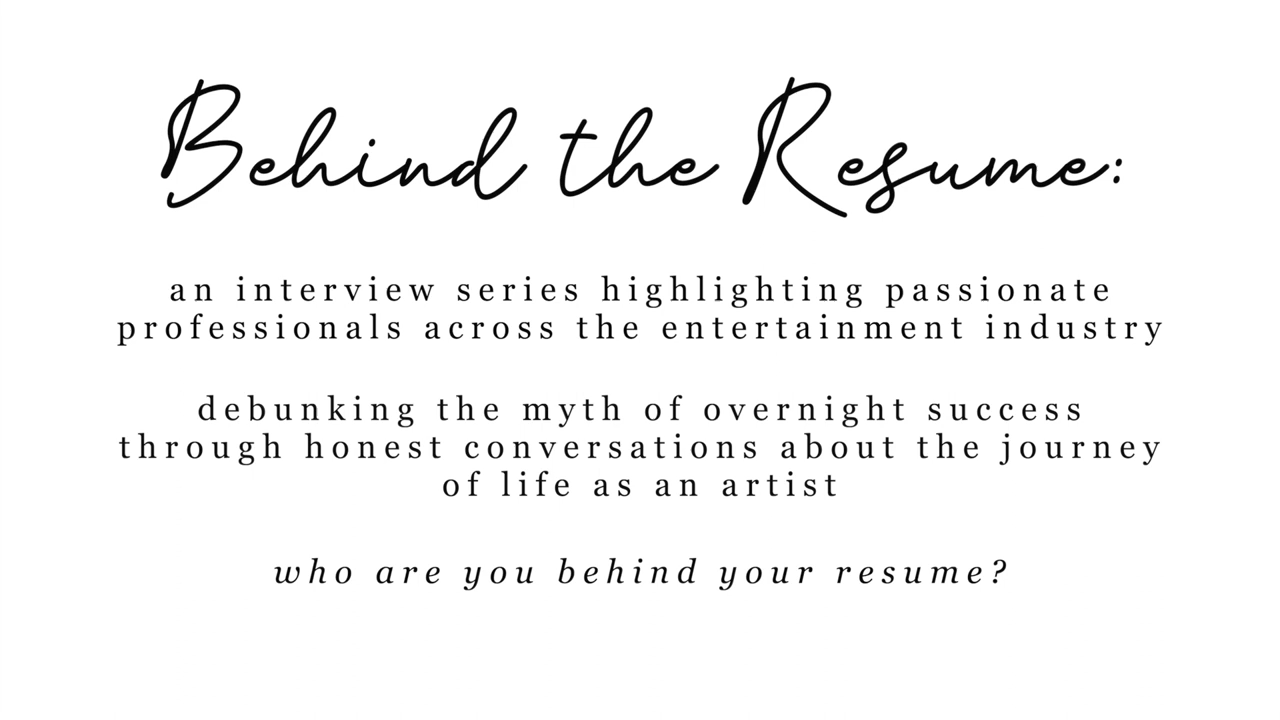 Behind the Resume:
an interview series highlighting passionate
professionals across the entertainment industry
debunking the myth of overnight success
through honest conversations about the journey
of life as an artist
who are you behind your resume?